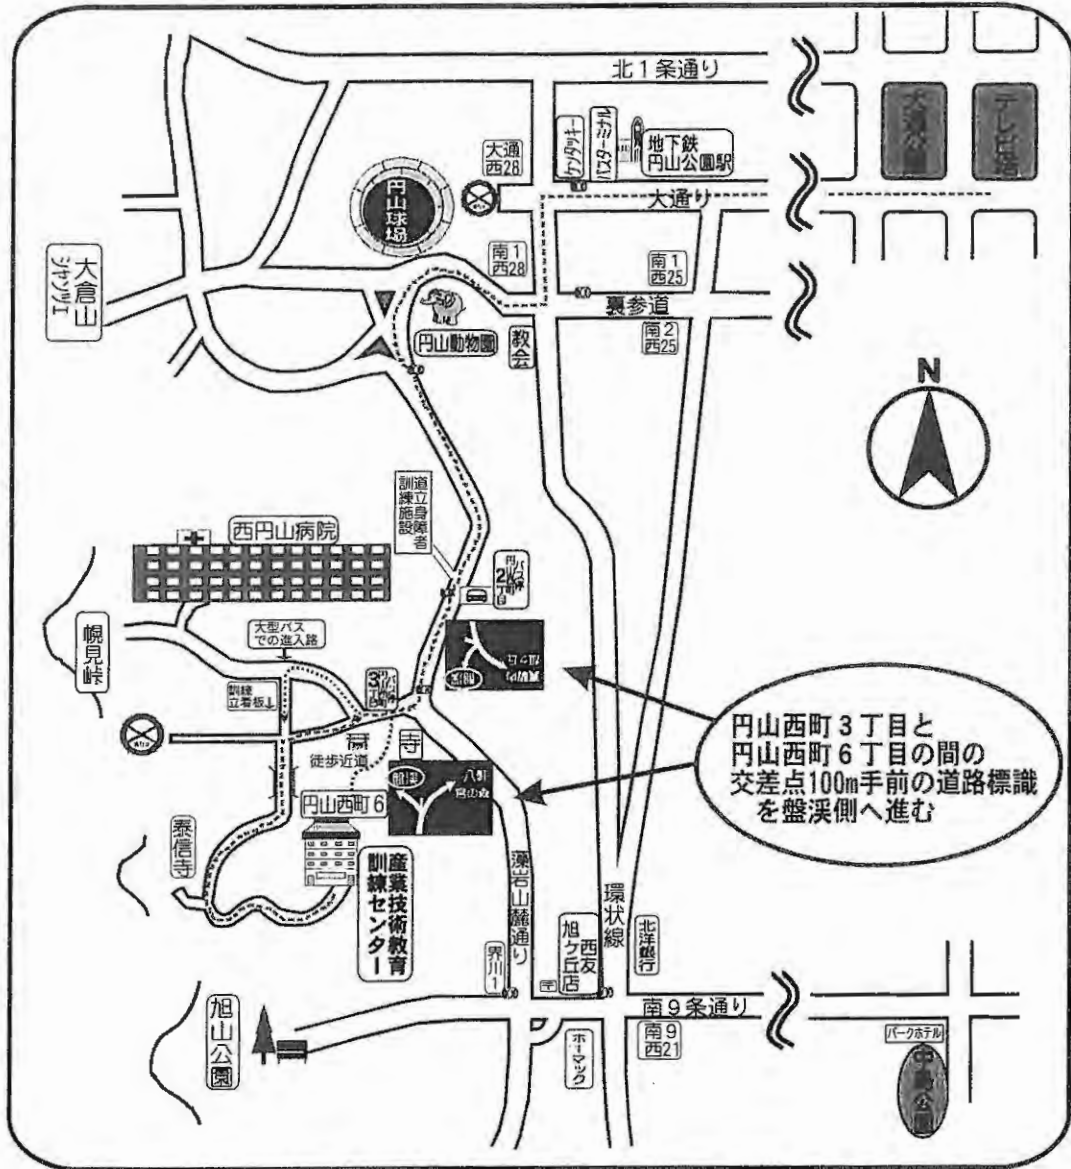 北1条通り
大通公園
テレビ塔
大通
西28
ケンタッキー
バスターミナル
地下鉄
円山公園駅
円山球場
大通り
大倉山
南1
西28
南1
西25
裏参道
南2
西25
円山動物園
教会
N
道立身障者
訓練施設
西円山病院
大型バス
での進入路
幌見峠
訓練
立看板
徒歩近道
寺
円山西町3丁目と
円山西町6丁目の間の
交差点100m手前の道路標識
を盤渓側へ進む
円山西町6
盤渓
八軒
宮の森
泰信寺
産業技術教育
訓練センター
藻岩山麓通り
環状線
界川1
西友
旭ヶ丘店
北洋銀行
旭山公園
南9条通り
南9
西21
ホーマック
パークホテル
中島公園